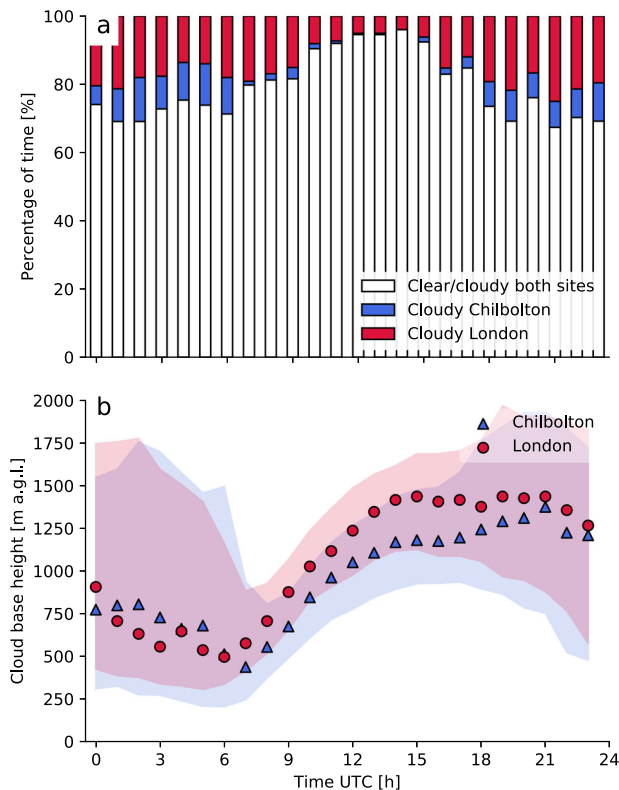 a
100
80
60
40
20
0
Percentage of time [%]
Clear/cloudy both sites
Cloudy Chilbolton
Cloudy London
b
2000
1750
1500
1250
1000
750
500
250
0
Cloud base height [m a.g.l.]
Chilbolton
London
0 3 6 9 12 15 18 21 24
Time UTC [h]